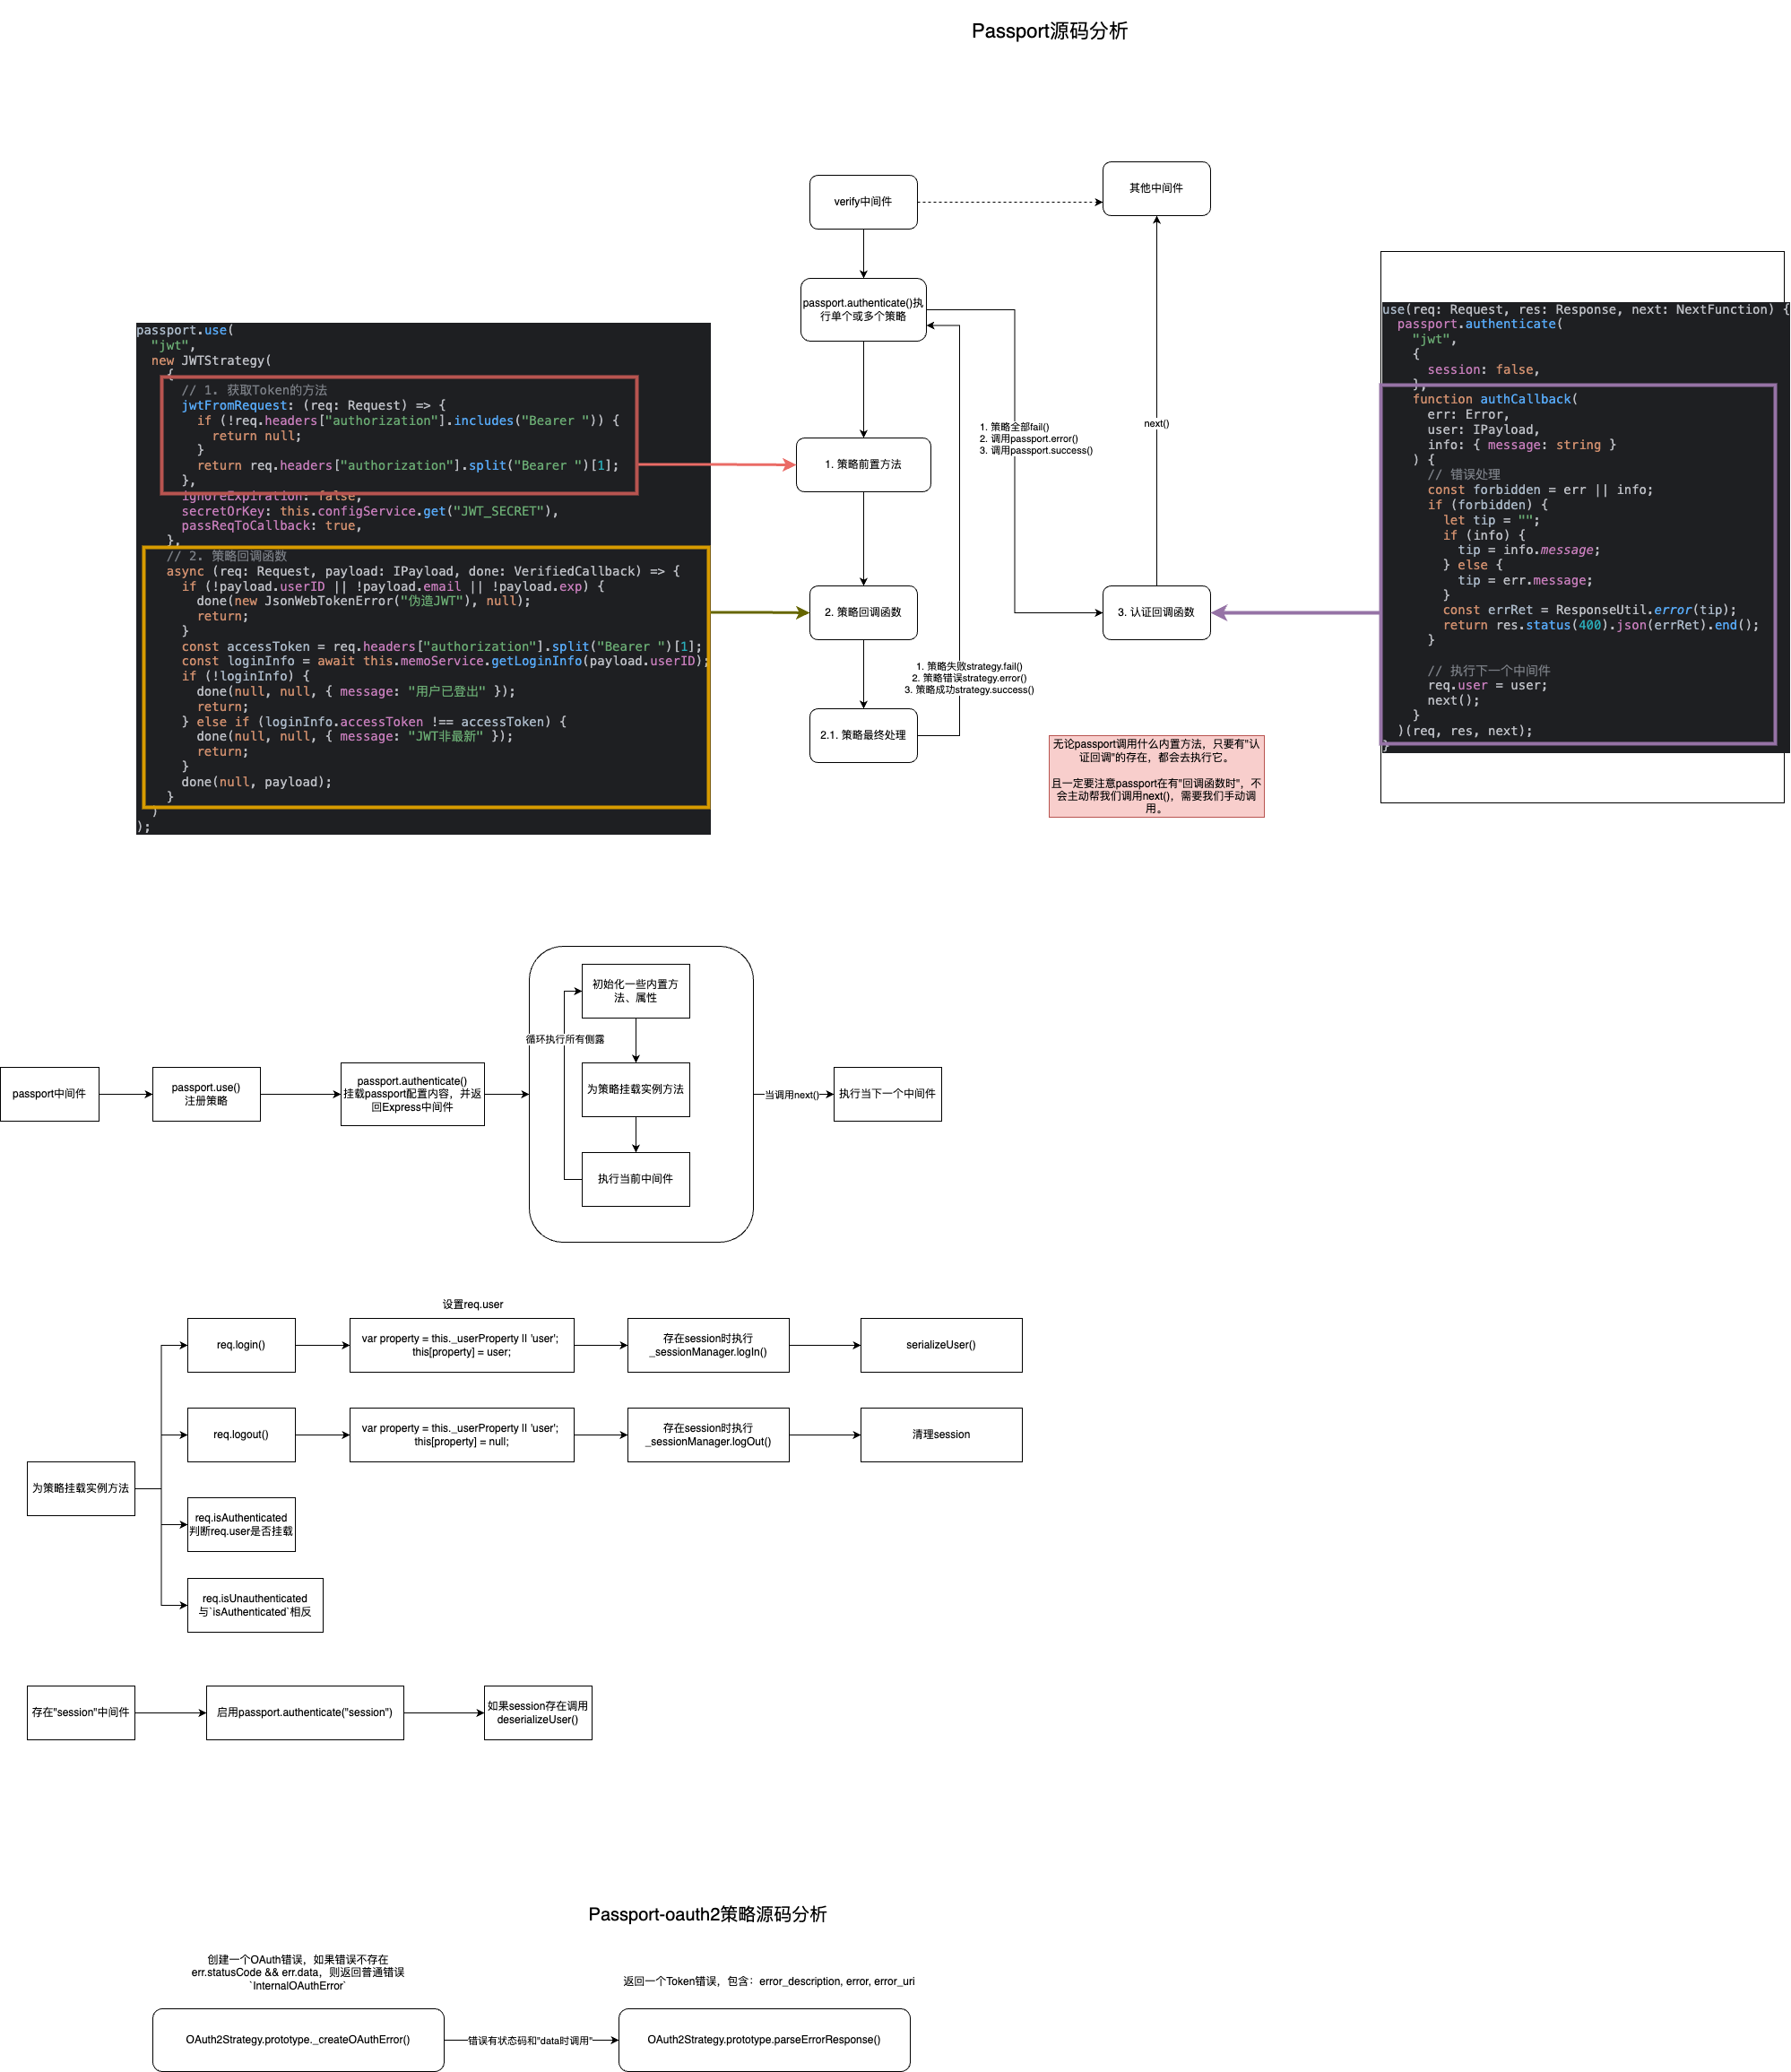 Passport源码分析
verify中间件
其他中间件
passport.authenticate()执
行单个或多个策略
1. 策略全部fail()
2. 调用passport.error()
3. 调用passport.success()
next()
1. 策略前置方法
2. 策略回调函数
3. 认证回调函数
1. 策略失败strategy.fail()
2. 策略错误strategy.error()
3. 策略成功strategy.success()
2.1. 策略最终处理
无论passport调用什么内置方法，只要有"认
证回调"的存在，都会去执行它。
且一定要注意passport在有"回调函数时"，不
会主动帮我们调用next()，需要我们手动调
用。
passport.use(
"jwt",
new JWTStrategy(
{
// 1. 获取Token的方法
jwtFromRequest: (req: Request) => {
if (!req.headers["authorization"].includes("Bearer ")) {
return null;
}
return req.headers["authorization"].split("Bearer ")[1];
},
ignoreExpiration: false,
secretOrKey: this.configService.get("JWT_SECRET"),
passReqToCallback: true,
},
// 2. 策略回调函数
async (req: Request, payload: IPayload, done: VerifiedCallback) => {
if (!payload.userID || !payload.email || !payload.exp) {
done(new JsonWebTokenError("伪造JWT"), null);
return;
}
const accessToken = req.headers["authorization"].split("Bearer ")[1];
const loginInfo = await this.memoService.getLoginInfo(payload.userID);
if (!loginInfo) {
done(null, null, { message: "用户已登出" });
return;
} else if (loginInfo.accessToken !== accessToken) {
done(null, null, { message: "JWT非最新" });
return;
}
done(null, payload);
}
)
);
use(req: Request, res: Response, next: NextFunction) {
passport.authenticate(
"jwt",
{
session: false,
},
function authCallback(
err: Error,
user: IPayload,
info: { message: string }
) {
// 错误处理
const forbidden = err || info;
if (forbidden) {
let tip = "";
if (info) {
tip = info.message;
} else {
tip = err.message;
}
const errRet = ResponseUtil.error(tip);
return res.status(400).json(errRet).end();
}
// 执行下一个中间件
req.user = user;
next();
}
)(req, res, next);
}
passport中间件
passport.use()
注册策略
passport.authenticate()
挂载passport配置内容，并返
回Express中间件
初始化一些内置方
法、属性
循环执行所有侧露
为策略挂载实例方法
执行当前中间件
当调用next()
执行当下一个中间件
设置req.user
req.login()
var property = this._userProperty || 'user';
this[property] = user;
存在session时执行
_sessionManager.logIn()
serializeUser()
req.logout()
var property = this._userProperty || 'user';
this[property] = null;
存在session时执行
_sessionManager.logOut()
清理session
为策略挂载实例方法
req.isAuthenticated
判断req.user是否挂载
req.isUnauthenticated
与`isAuthenticated`相反
存在"session"中间件
启用passport.authenticate("session")
如果session存在调用
deserializeUser()
Passport-oauth2策略源码分析
创建一个OAuth错误，如果错误不存在
err.statusCode && err.data，则返回普通错误
`InternalOAuthError`
返回一个Token错误，包含：error_description, error, error_uri
OAuth2Strategy.prototype._createOAuthError()
错误有状态码和"data时调用"
OAuth2Strategy.prototype.parseErrorResponse()